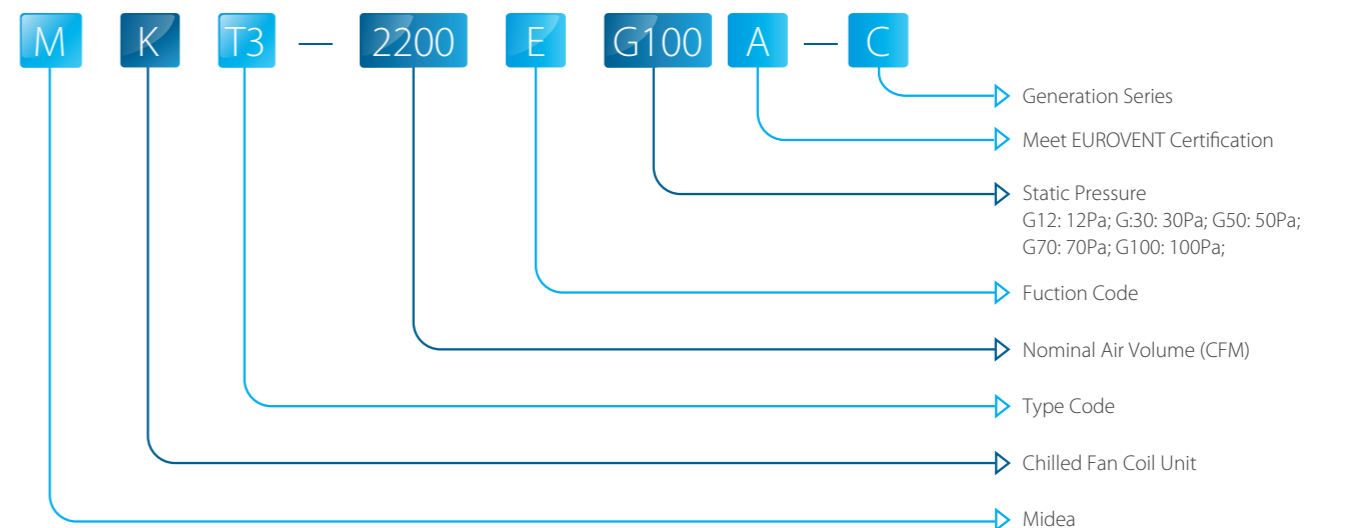 M K T3 — 2200 E G100 A — C
Generation Series
Meet EUROVENT Certification
Static Pressure
G12: 12Pa; G:30: 30Pa; G50: 50Pa;
G70: 70Pa; G100: 100Pa;
Fuction Code
Nominal Air Volume (CFM)
Type Code
Chilled Fan Coil Unit
Midea